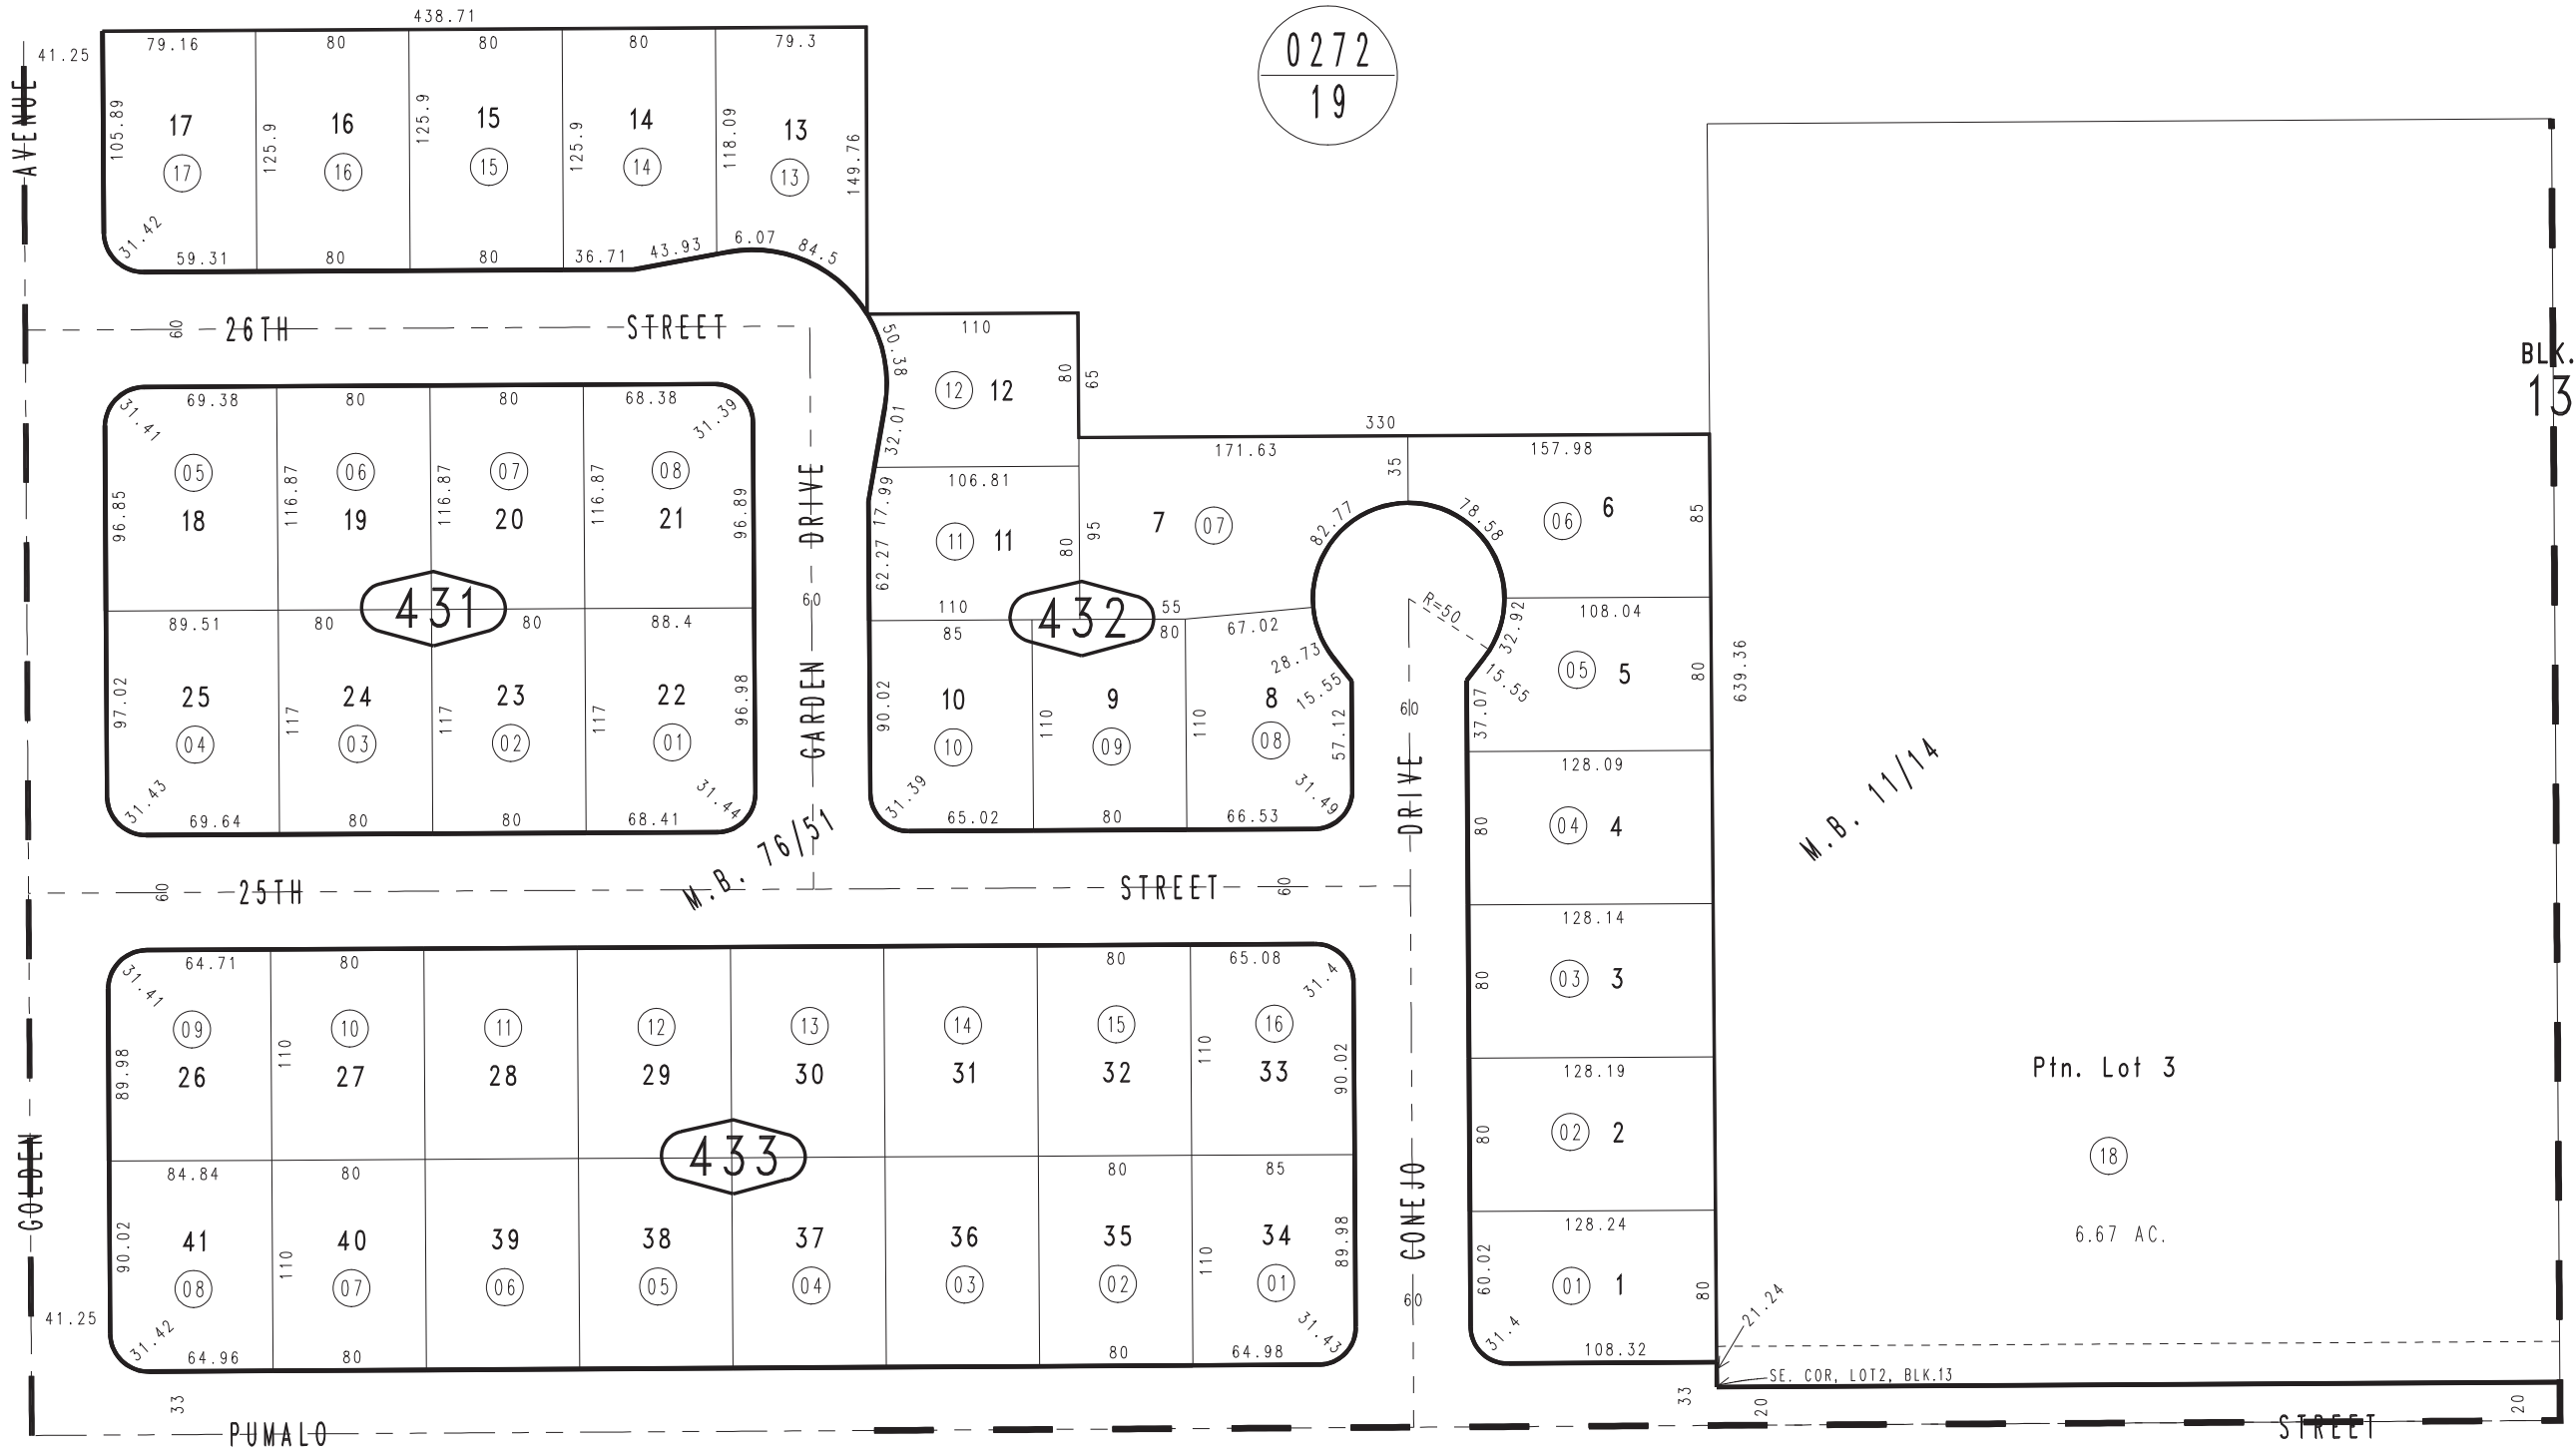 438.71
79.16 80 80 80 79.3
41.25
AVENUE
105.89 125.9 125.9 125.9 118.09 149.76
17 16 15 14 13
17 16 15 14 13
31.42
59.31 80 80 36.71 43.93 6.07 84.5
0272
19
60 26TH STREET
BLK.
13
50.38 110
12 12 80 65
32.01
31.41 69.38 80 80 68.38 31.39
05 06 07 08
96.85 116.87 116.87 116.87 96.89
18 19 20 21
431
GARDEN DRIVE
60
330
171.63 35 157.98
106.81
17.99
62.27 11 11 80 95
7 07 82.77 78.58 06 6 85
110 432 55
R=50
32.92 108.04
05 5 80
15.55
37.07
639.36
89.51 80 80 88.4
25 24 23 22
97.02 117 117 117 96.98
04 03 02 01
31.43 69.64 80 80 68.41 31.44
85 80 67.02
28.73
15.55
10 9 8
90.02 110 110 57.12
10 09 08
31.39 65.02 80 66.53 31.49
60
CONEJO DRIVE
60
128.09
80 04 4
128.14
80 03 3
128.19
80 02 2
128.24
60.02 01 1 80
31.4 108.32
M.B. 76/51
M.B. 11/14
60 25TH STREET 60
31.41 64.71 80 80 65.08 31.4
09 10 11 12 13 14 15 16
89.98 110 110 90.02
26 27 28 29 30 31 32 33
433
84.84 80 80 85
41 40 39 38 37 36 35 34
90.02 110 110 89.98
08 07 06 05 04 03 02 01
31.42 64.96 80 80 64.98 31.43
GOLDEN
41.25
Ptn. Lot 3
18
6.67 AC.
21.24
SE. COR, LOT2, BLK.13
33 33 20 20
PUMALO STREET